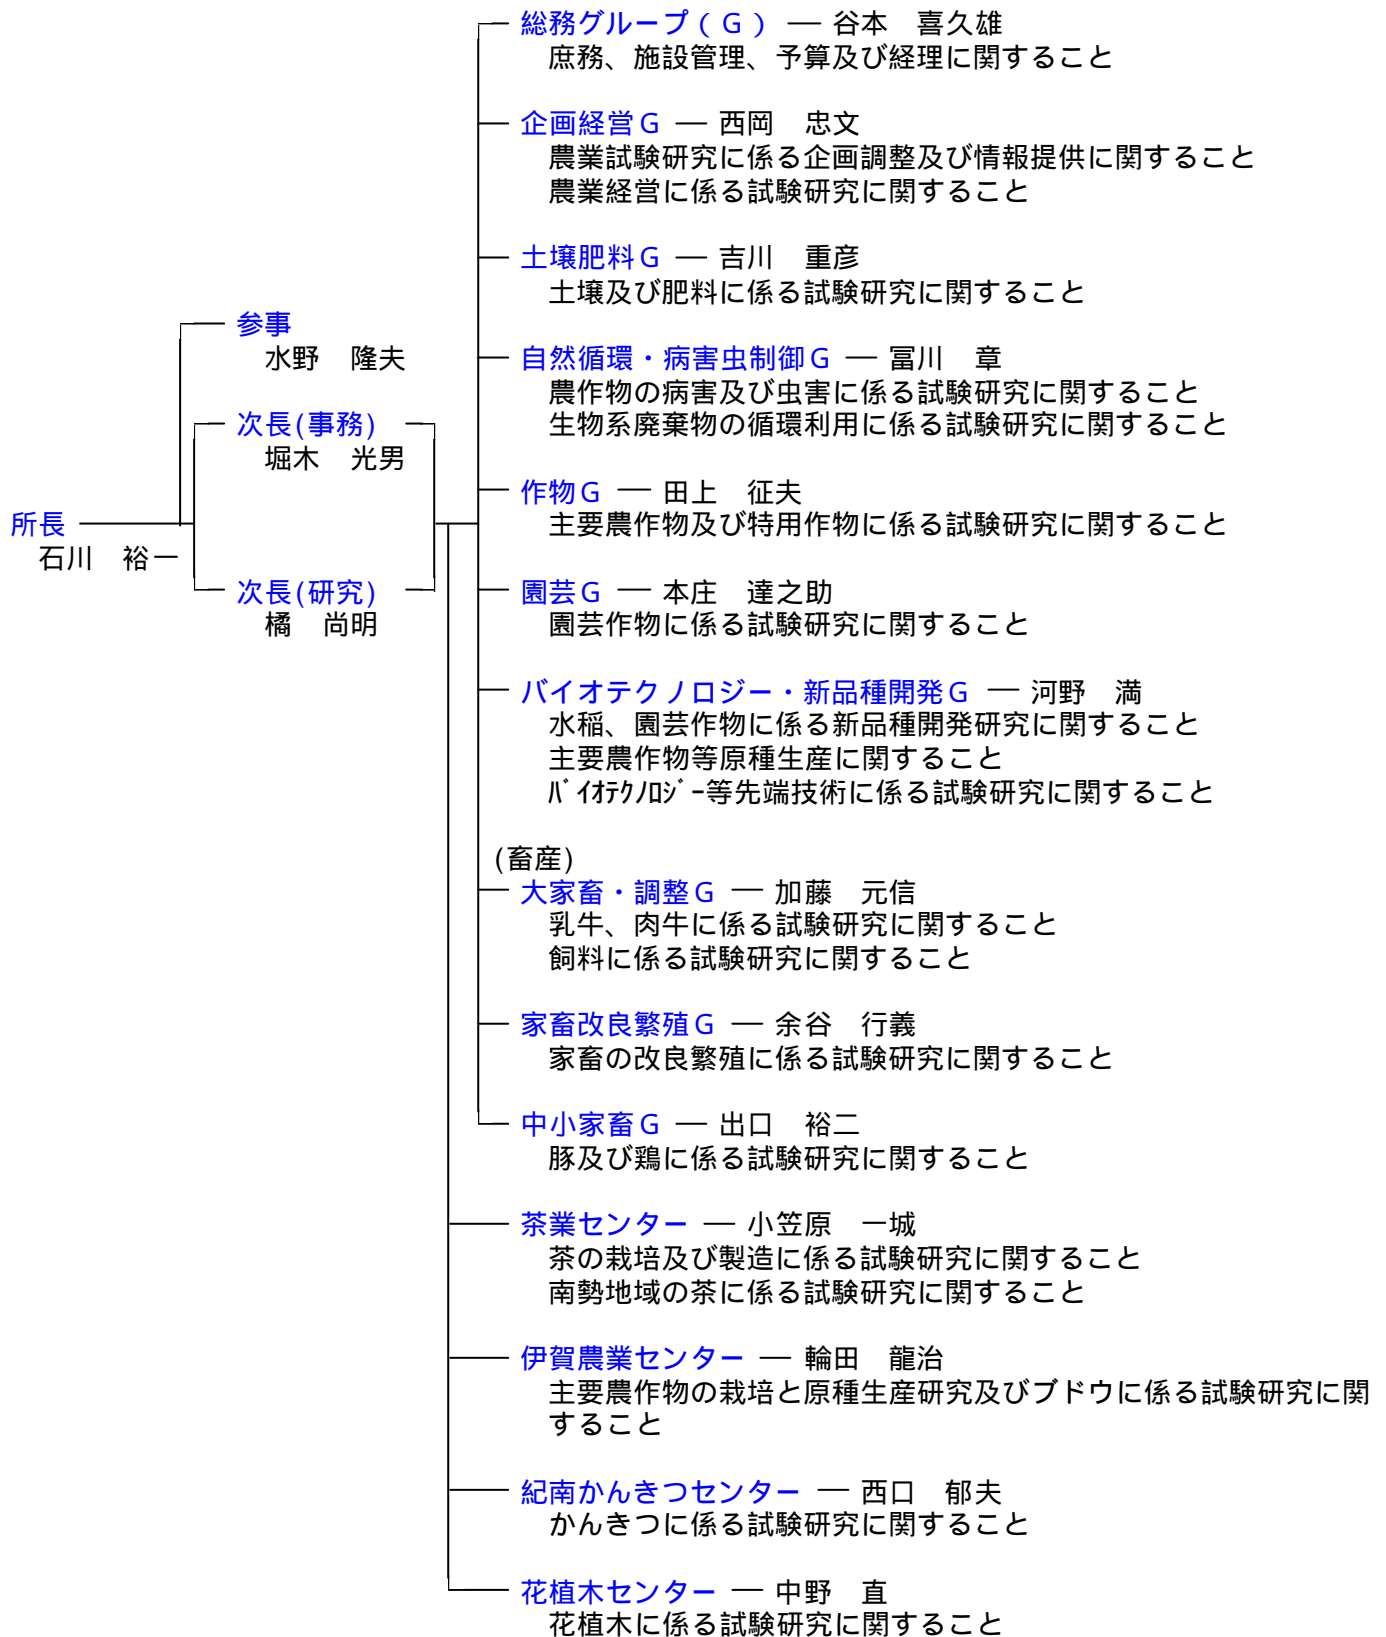 所長
石川　裕一
参事
水野　隆夫
次長(事務)
堀木　光男
次長(研究)
橘　尚明
総務グループ（Ｇ） ― 谷本　喜久雄
庶務、施設管理、予算及び経理に関すること
企画経営Ｇ ― 西岡　忠文
農業試験研究に係る企画調整及び情報提供に関すること
農業経営に係る試験研究に関すること
土壌肥料Ｇ ― 吉川　重彦
土壌及び肥料に係る試験研究に関すること
自然循環・病害虫制御Ｇ ― 冨川　章
農作物の病害及び虫害に係る試験研究に関すること
生物系廃棄物の循環利用に係る試験研究に関すること
作物Ｇ ― 田上　征夫
主要農作物及び特用作物に係る試験研究に関すること
園芸Ｇ ― 本庄　達之助
園芸作物に係る試験研究に関すること
バイオテクノロジー・新品種開発Ｇ ― 河野　満
水稲、園芸作物に係る新品種開発研究に関すること
主要農作物等原種生産に関すること
ﾊﾞｲｵﾃｸﾉﾛｼﾞｰ等先端技術に係る試験研究に関すること
(畜産)
大家畜・調整Ｇ ― 加藤　元信
乳牛、肉牛に係る試験研究に関すること
飼料に係る試験研究に関すること
家畜改良繁殖Ｇ ― 余谷　行義
家畜の改良繁殖に係る試験研究に関すること
中小家畜Ｇ ― 出口　裕二
豚及び鶏に係る試験研究に関すること
茶業センター ― 小笠原　一城
茶の栽培及び製造に係る試験研究に関すること
南勢地域の茶に係る試験研究に関すること
伊賀農業センター ― 輪田　龍治
主要農作物の栽培と原種生産研究及びブドウに係る試験研究に関
すること
紀南かんきつセンター ― 西口　郁夫
かんきつに係る試験研究に関すること
花植木センター ― 中野　直
花植木に係る試験研究に関すること